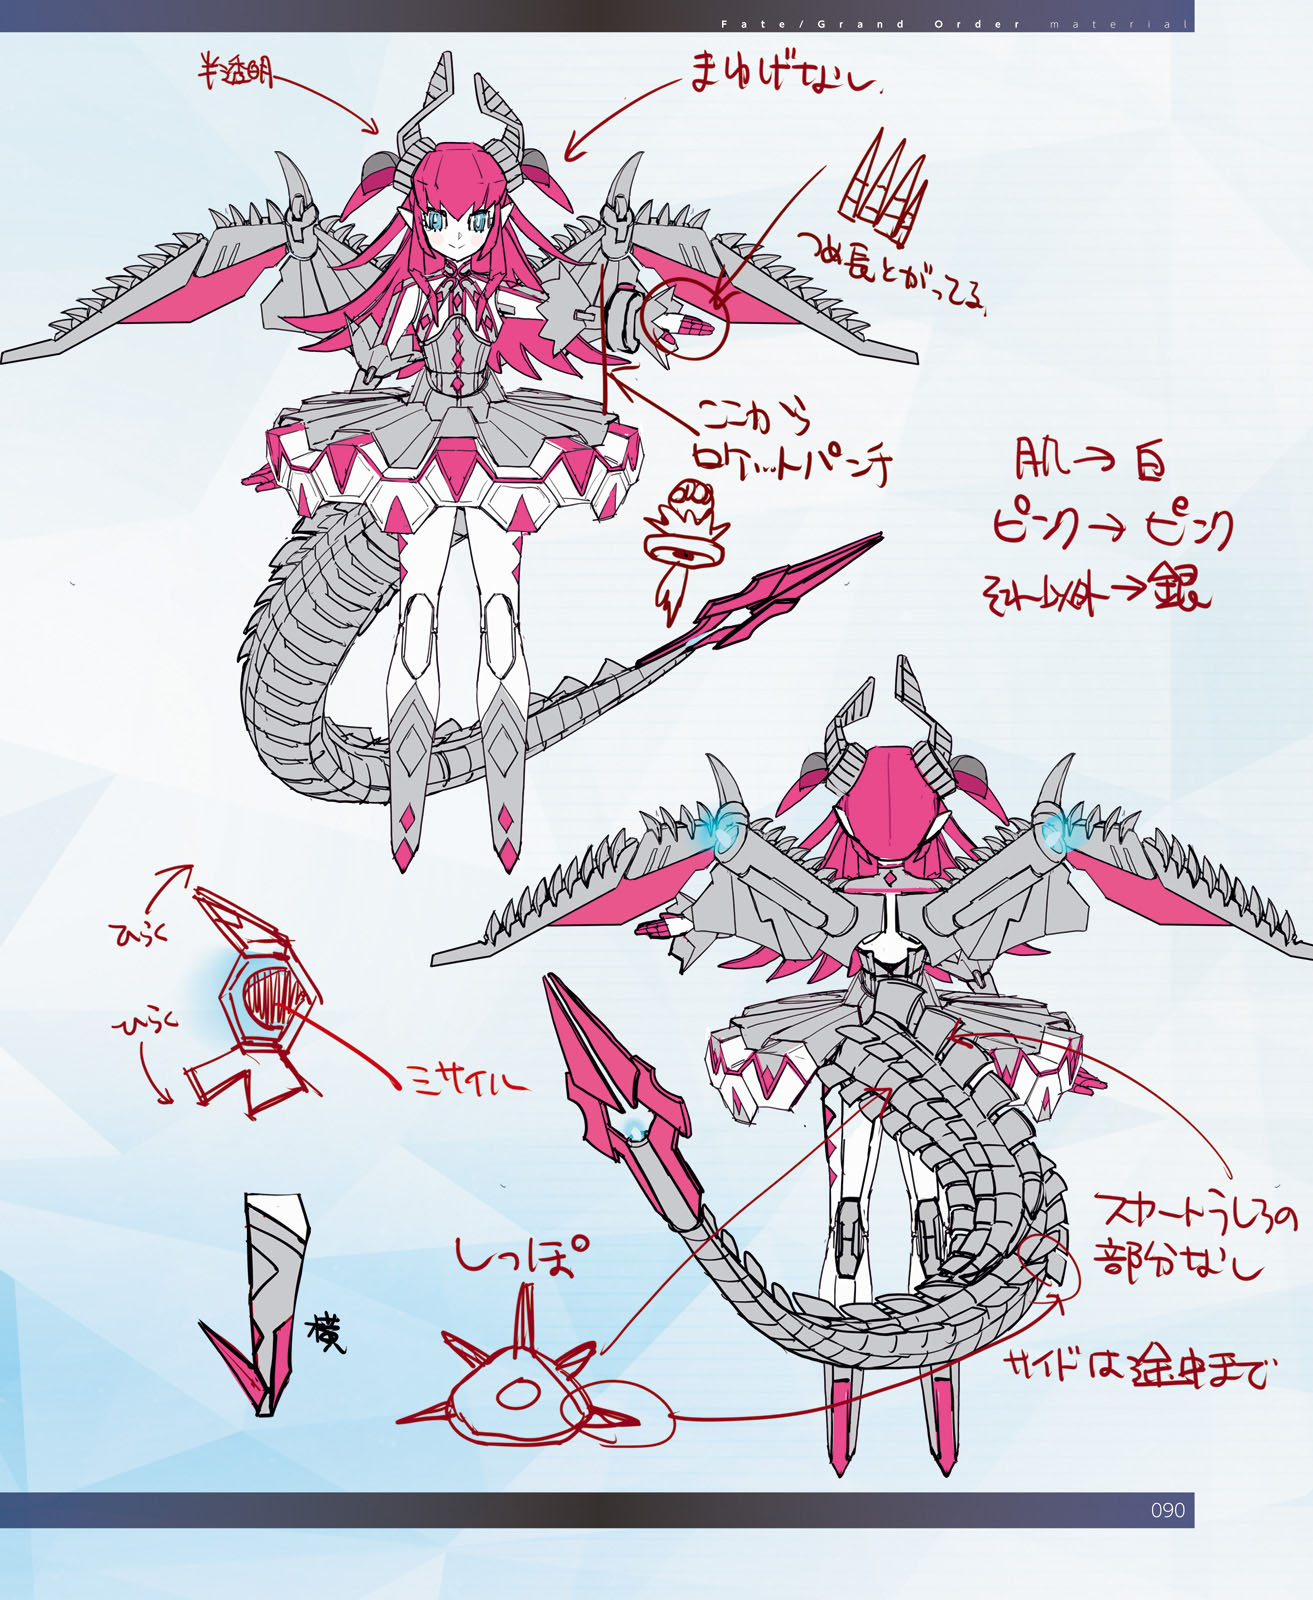 Fate/Grand Order material
半透明
まゆげなし
つめ長とがってる
ここから
ロケットパンチ
肌→白
ピンク→ピンク
それ以外→銀
ひらく
ひらく
ミサイル
横
しっぽ
スカートうしろの
部分なし
サイドは途中まで
090